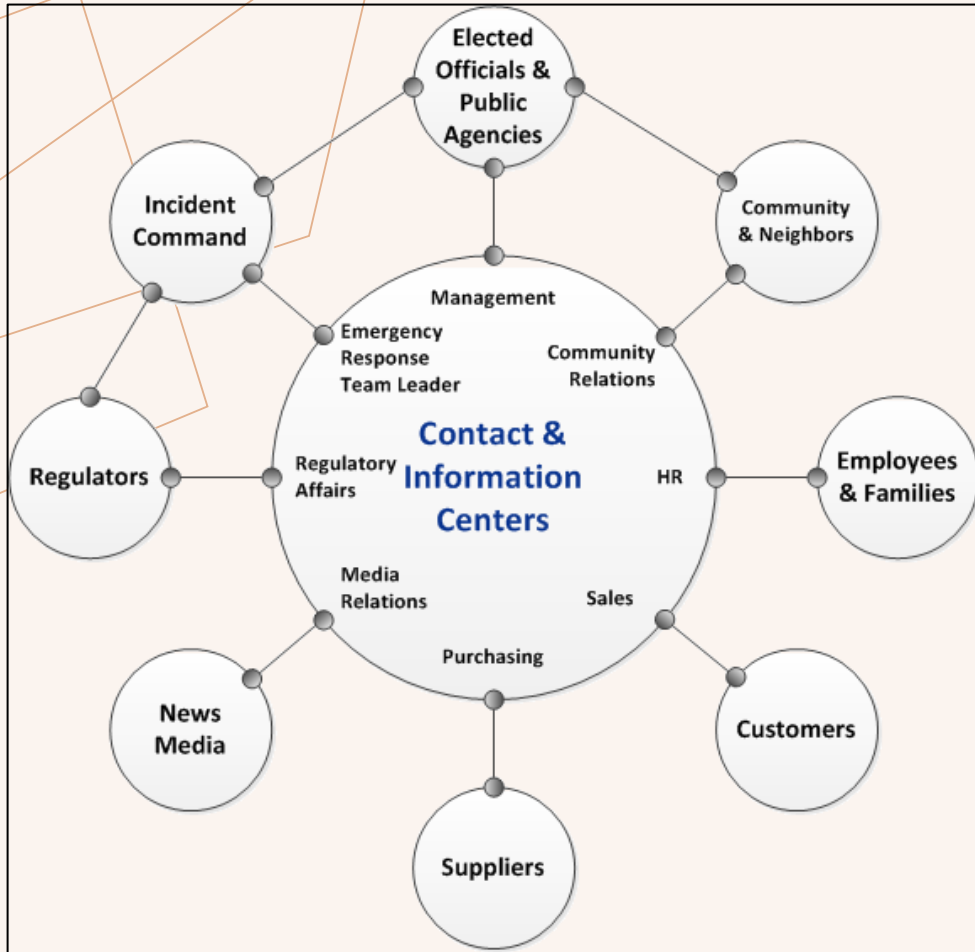 Elected
Officials &
Public
Agencies
Incident
Command
Community
& Neighbors
Management
Emergency
Response
Team Leader
Community
Relations
Contact &
Information
Centers
Regulators
Regulatory
Affairs
HR
Employees
& Families
Media
Relations
Sales
Purchasing
News
Media
Customers
Suppliers